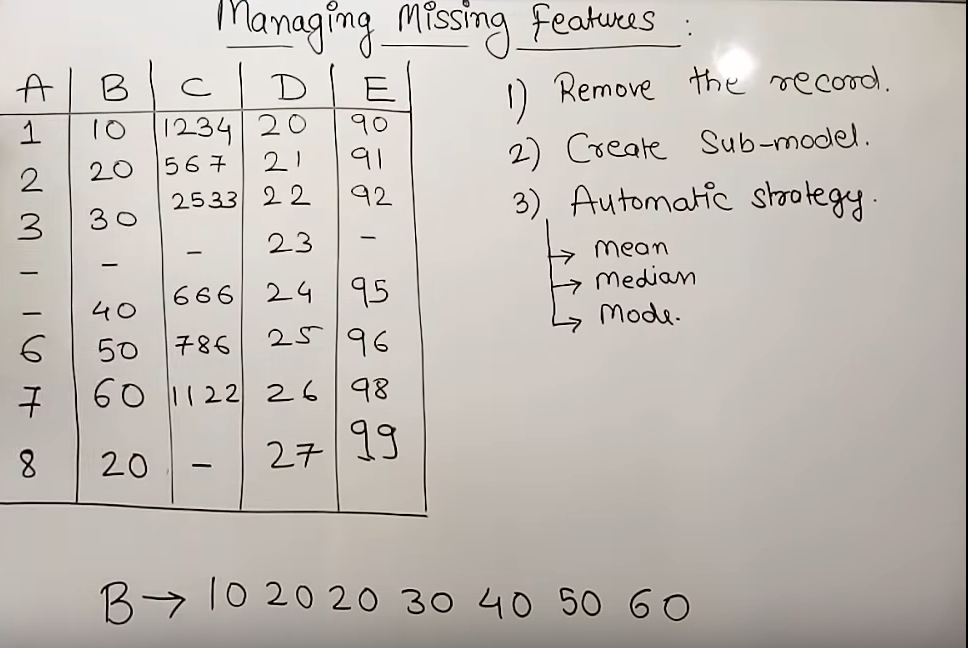 Managing Missing Features :
A B C D E
1 10 1234 20 90
2 20 567 21 91
3 30 2533 22 92
- - - 23 -
- 40 666 24 95
6 50 786 25 96
7 60 1122 26 98
8 20 - 27 99
1) Remove the record.
2) Create Sub-model.
3) Automatic strategy.
→ mean
→ median
→ Mode.
B → 10 20 20 30 40 50 60